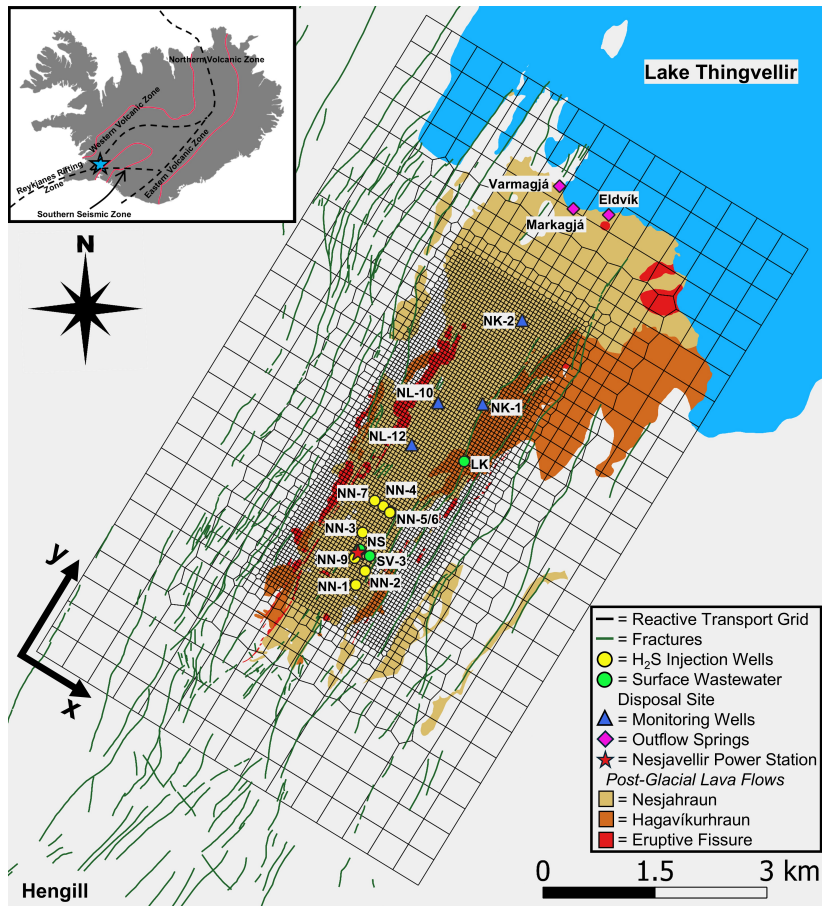 Northern Volcanic Zone
Western Volcanic Zone
Reykjanes Rifting
Zone
Eastern Volcanic Zone
Southern Seismic Zone
Lake Thingvellir
Varmagjá
Eldvík
Markagjá
N
NK-2
NL-10
NK-1
NL-12
LK
NN-7
NN-4
NN-5/6
NN-3
NS
NN-9
SV-3
NN-1
NN-2
y
x
= Reactive Transport Grid
= Fractures
= H₂S Injection Wells
= Surface Wastewater
Disposal Site
= Monitoring Wells
= Outflow Springs
= Nesjavellir Power Station
Post-Glacial Lava Flows
= Nesjahraun
= Hagavíkurhraun
= Eruptive Fissure
Hengill
0 1.5 3 km